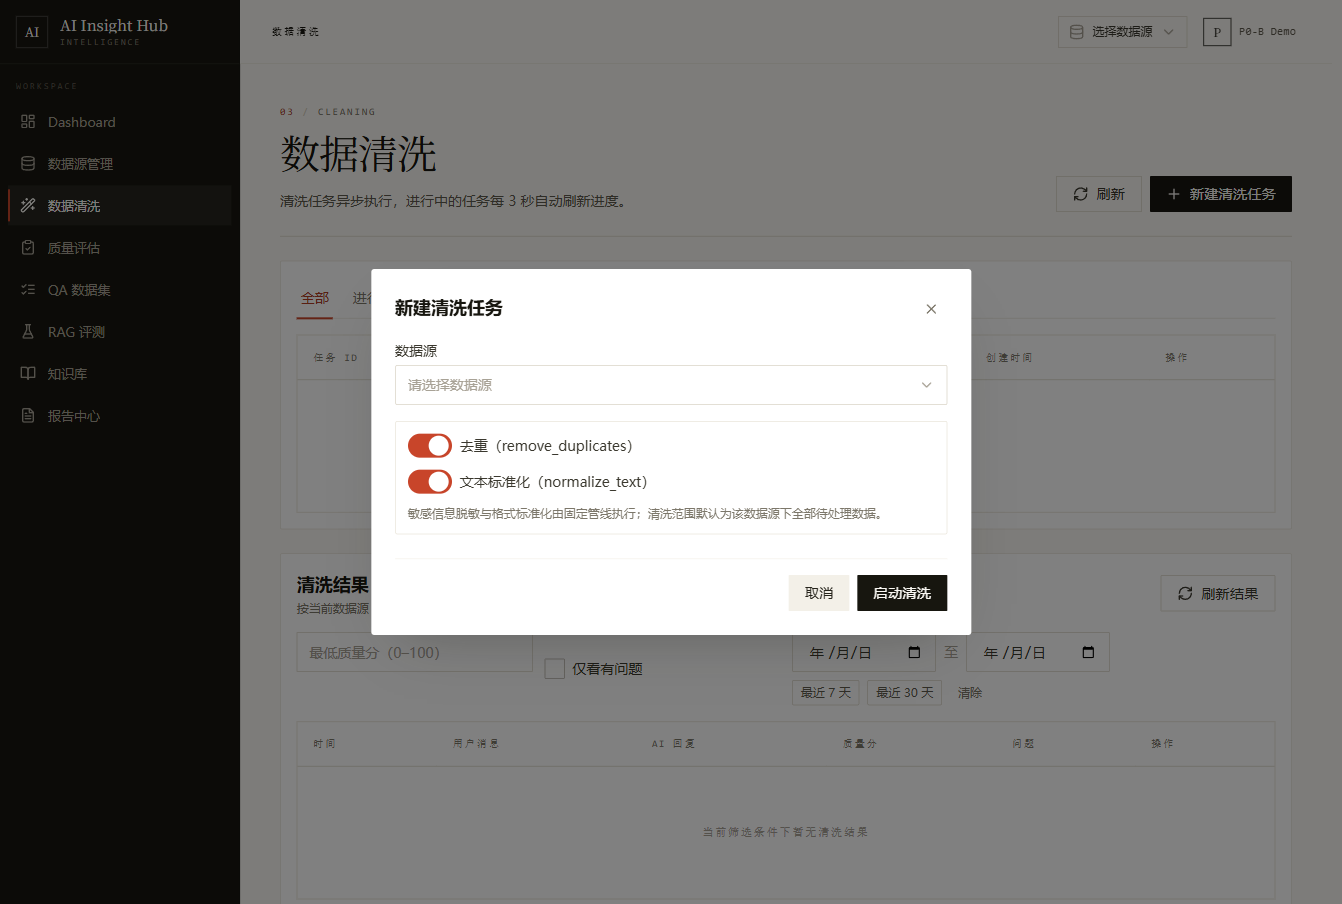 AI
AI Insight Hub
INTELLIGENCE
WORKSPACE
Dashboard
数据源管理
数据清洗
质量评估
QA 数据集
RAG 评测
知识库
报告中心
数据清洗
选择数据源
P
P0-B Demo
03 / CLEANING
数据清洗
清洗任务异步执行，进行中的任务每 3 秒自动刷新进度。
刷新
新建清洗任务
全部
任务 ID
创建时间
操作
新建清洗任务
数据源
请选择数据源
去重（remove_duplicates）
文本标准化（normalize_text）
敏感信息脱敏与格式标准化由固定管线执行；清洗范围默认为该数据源下全部待处理数据。
取消
启动清洗
清洗结果
按当前数据源
刷新结果
最低质量分（0–100）
仅看有问题
年 /月/日
至
年 /月/日
最近 7 天
最近 30 天
清除
时间
用户消息
AI 回复
质量分
问题
操作
当前筛选条件下暂无清洗结果